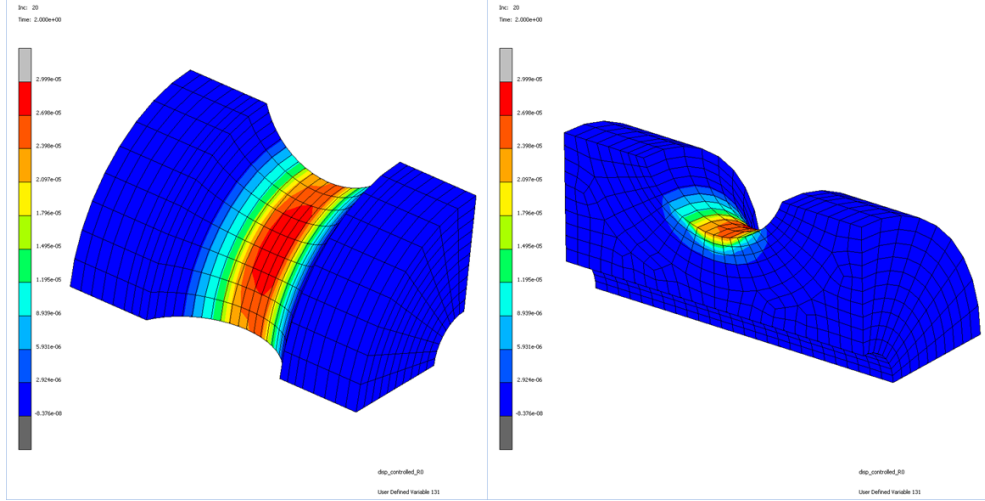 Inc: 20
Time: 2.000e+00
2.999e-05
2.698e-05
2.398e-05
2.097e-05
1.796e-05
1.495e-05
1.195e-05
8.939e-06
5.931e-06
2.924e-06
-8.376e-08
disp_controlled_R0
User Defined Variable 131
Inc: 20
Time: 2.000e+00
2.999e-05
2.698e-05
2.398e-05
2.097e-05
1.796e-05
1.495e-05
1.195e-05
8.939e-06
5.931e-06
2.924e-06
-8.376e-08
disp_controlled_R0
User Defined Variable 131